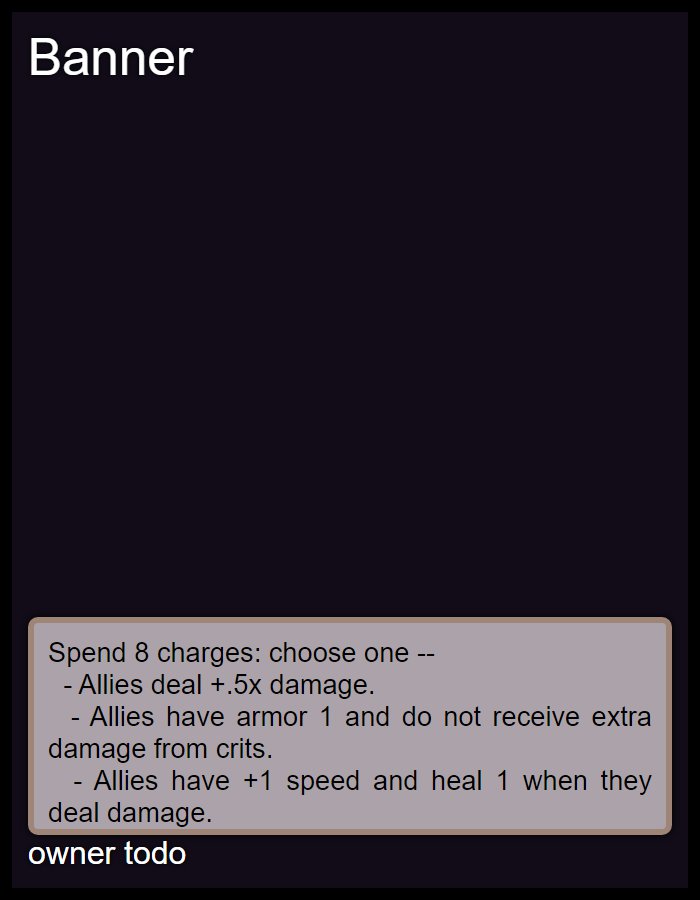 Banner
Spend 8 charges: choose one --
- Allies deal +.5x damage.
- Allies have armor 1 and do not receive extra
damage from crits.
- Allies have +1 speed and heal 1 when they
deal damage.
owner todo